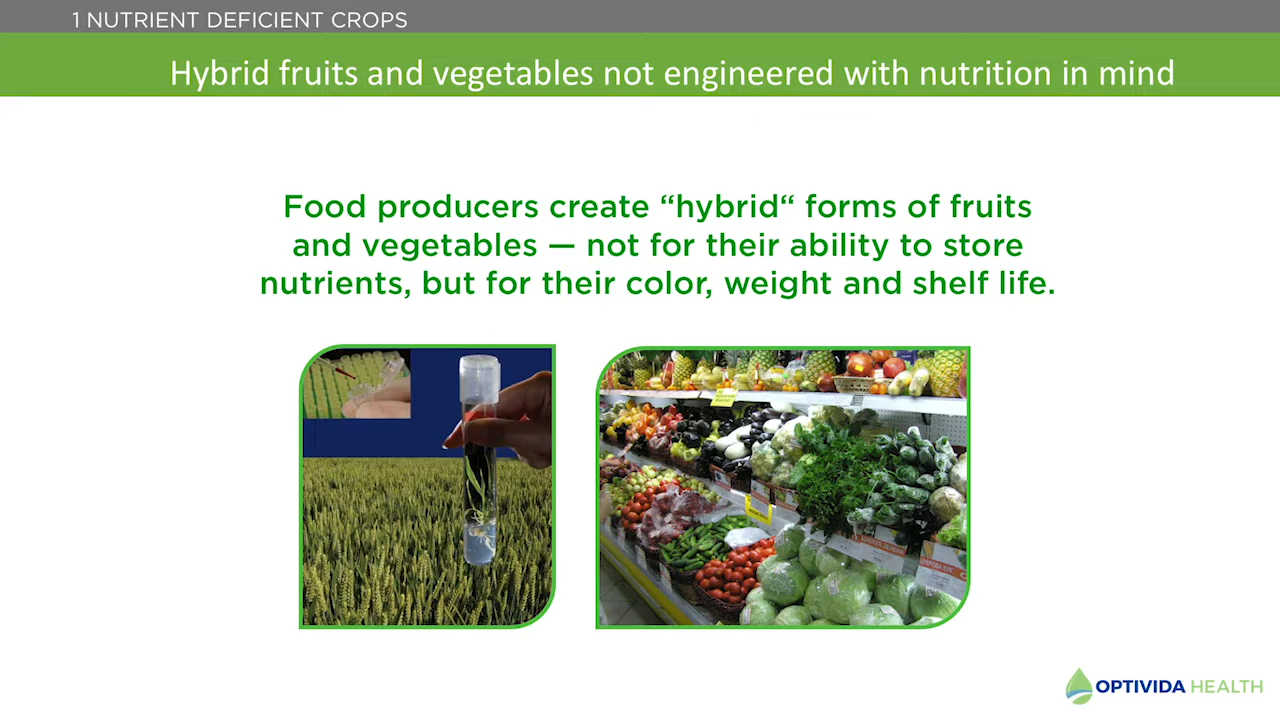 1 NUTRIENT DEFICIENT CROPS
Hybrid fruits and vegetables not engineered with nutrition in mind
Food producers create “hybrid“ forms of fruits
and vegetables — not for their ability to store
nutrients, but for their color, weight and shelf life.
OPTIVIDA HEALTH